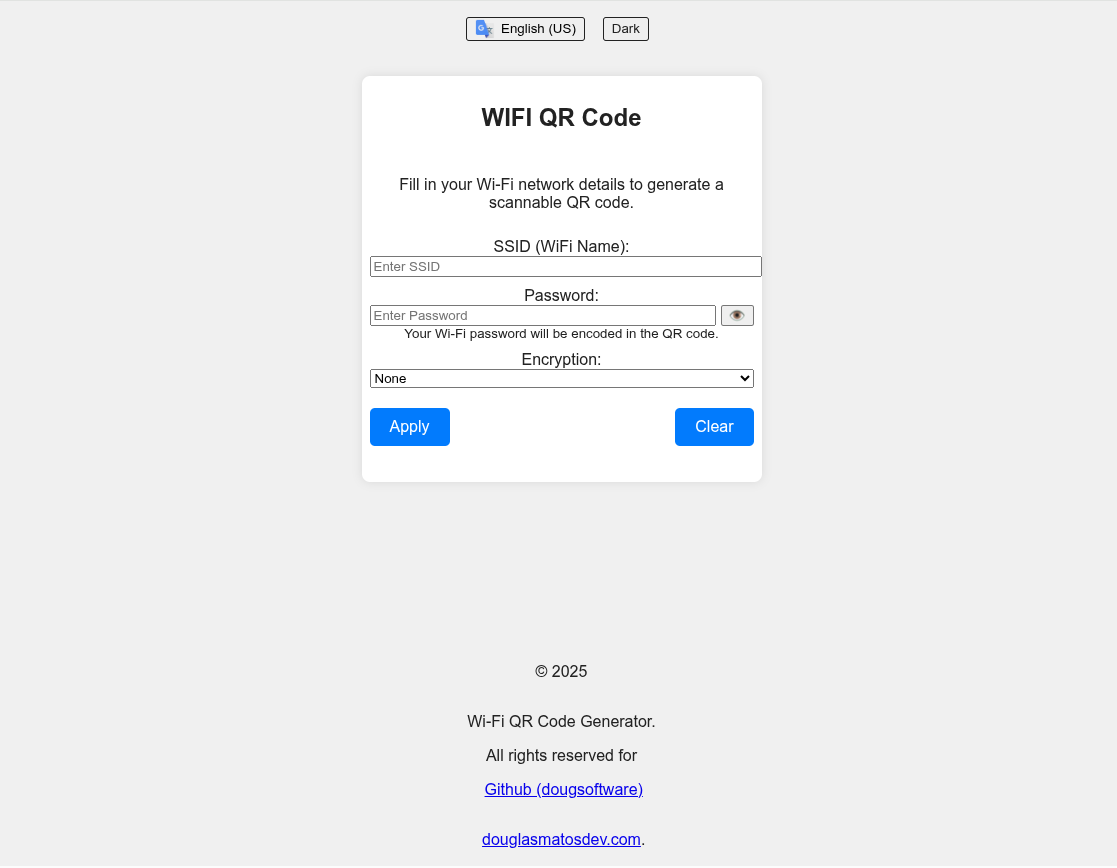 English (US)
Dark
WIFI QR Code
Fill in your Wi-Fi network details to generate a
scannable QR code.
SSID (WiFi Name):
Enter SSID
Password:
Enter Password
Your Wi-Fi password will be encoded in the QR code.
Encryption:
None
Apply
Clear
© 2025
Wi-Fi QR Code Generator.
All rights reserved for
Github (dougsoftware)
douglasmatosdev.com.